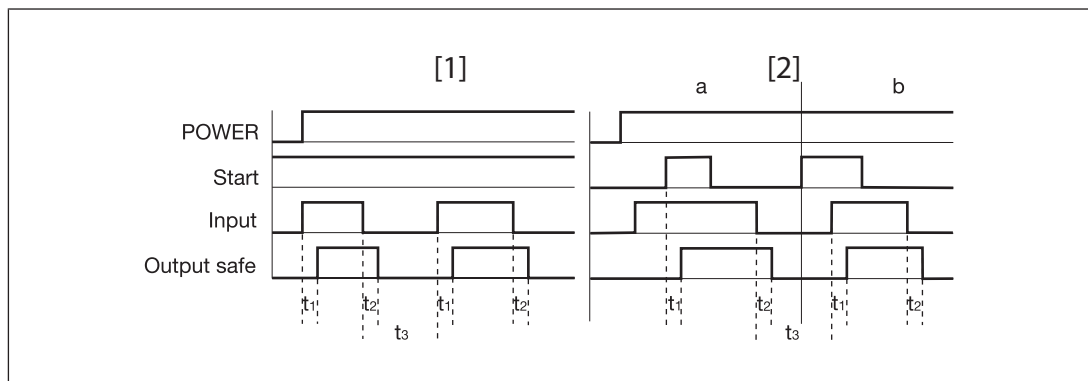 [1] [2]
a b
POWER
Start
Input
Output safe
t1 t2 t1 t2 t1 t2 t1 t2
t3 t3